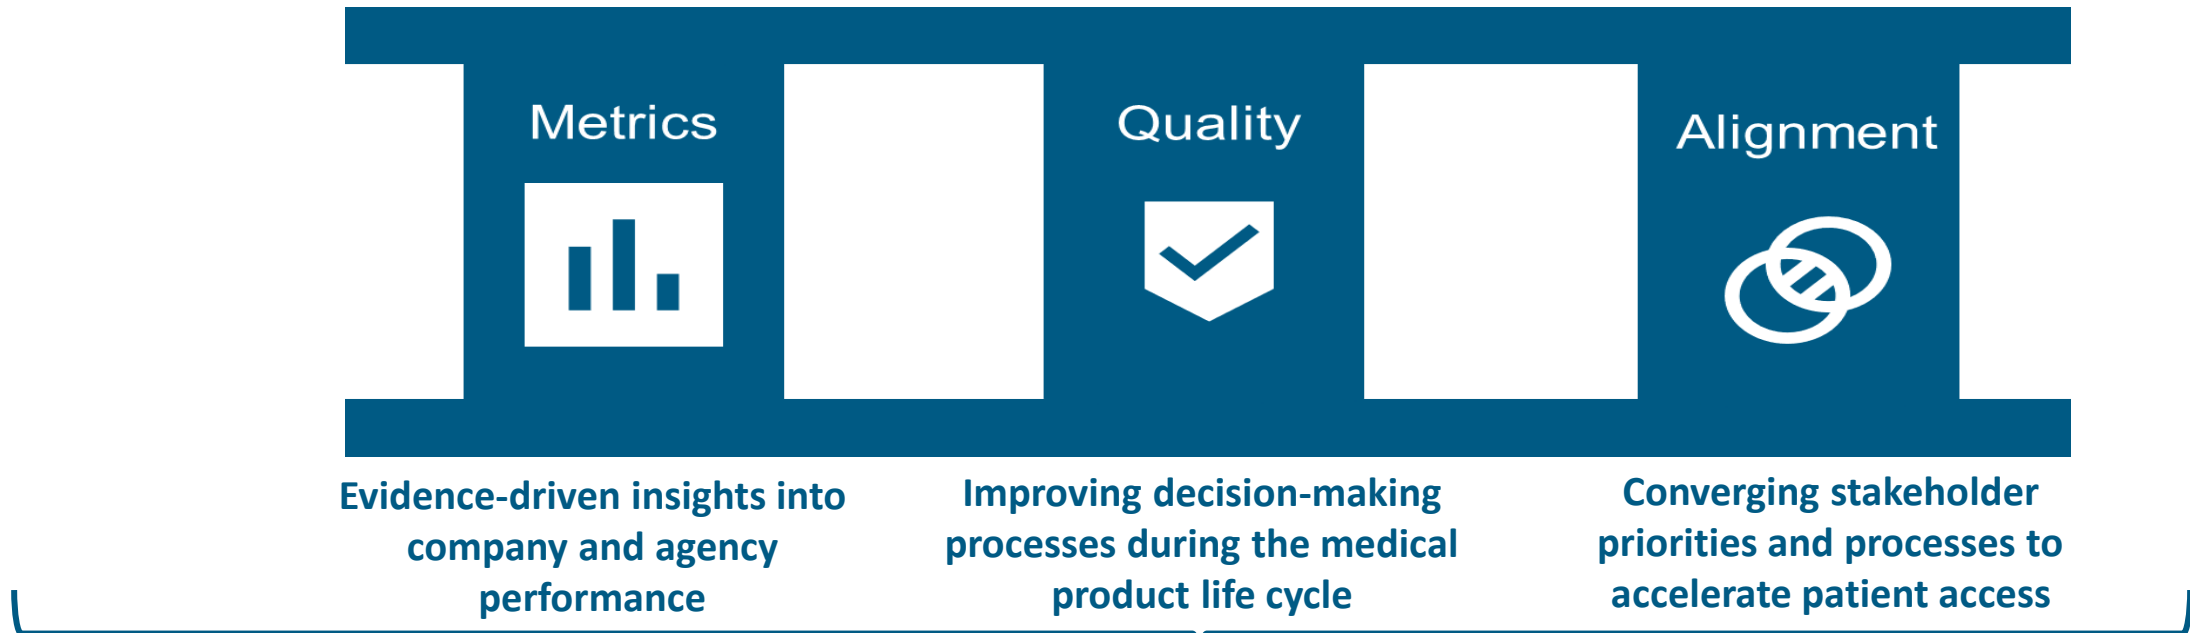 Metrics
Quality
Alignment
Evidence-driven insights into
company and agency
performance
Improving decision-making
processes during the medical
product life cycle
Converging stakeholder
priorities and processes to
accelerate patient access